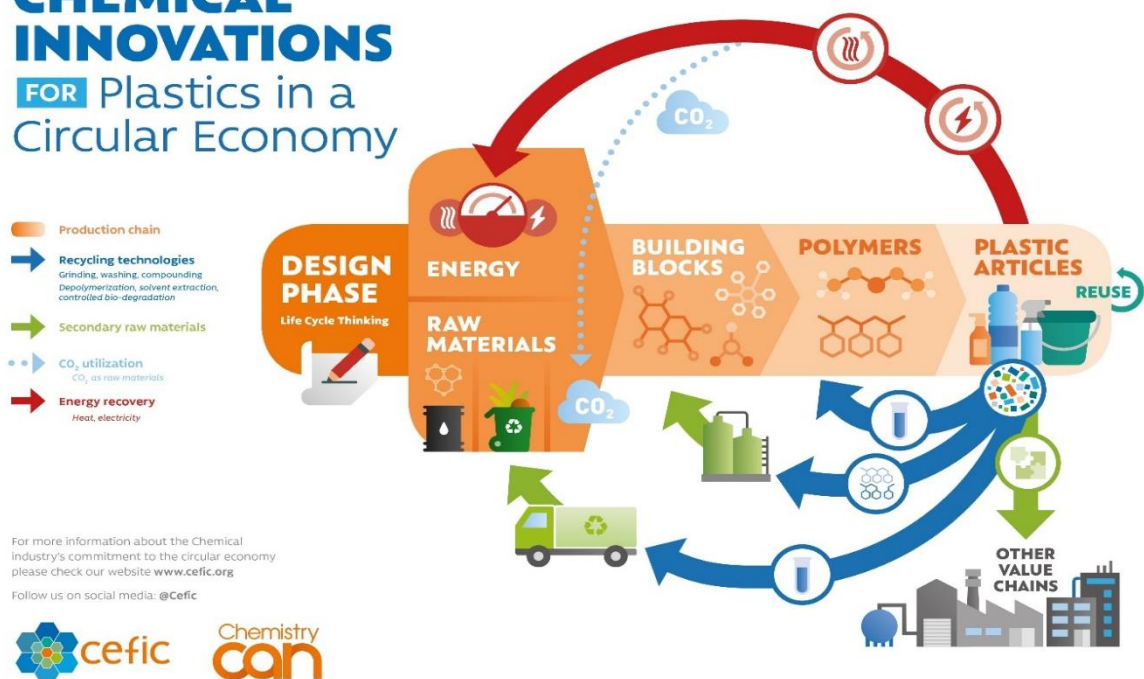 CHEMICAL
INNOVATIONS
FOR Plastics in a
Circular Economy
Production chain
Recycling technologies
Grinding, washing, compounding
Depolymerization, solvent extraction,
controlled bio-degradation
Secondary raw materials
CO₂ utilization
CO₂ as raw materials
Energy recovery
Heat, electricity
DESIGN
PHASE
Life Cycle Thinking
ENERGY
RAW
MATERIALS
CO₂
CO₂
BUILDING
BLOCKS
POLYMERS
PLASTIC
ARTICLES
REUSE
OTHER
VALUE
CHAINS
For more information about the Chemical
industry's commitment to the circular economy
please check our website www.cefic.org
Follow us on social media: @Cefic
cefic
Chemistry
can